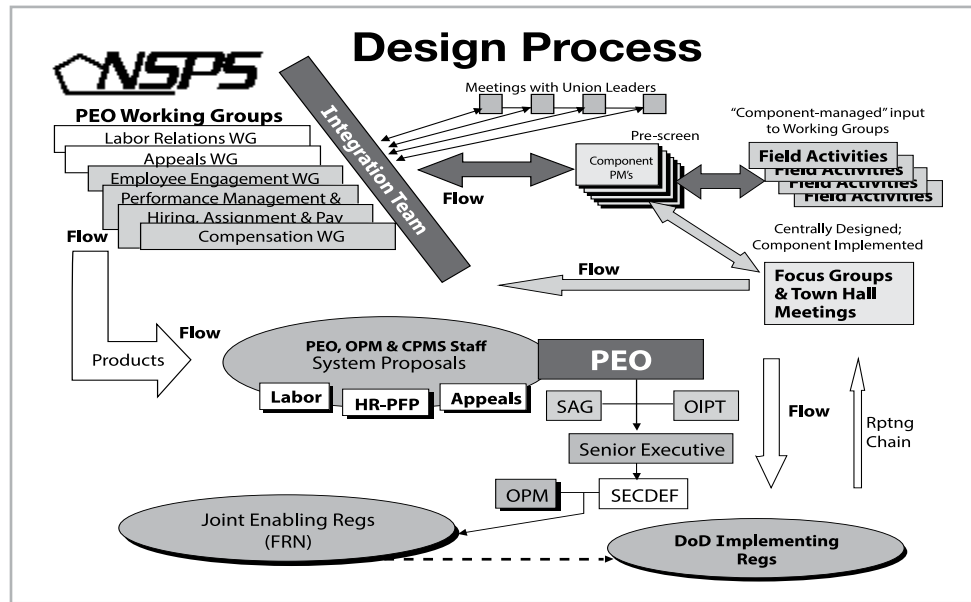 Design Process
NSPS
PEO Working Groups
Labor Relations WG
Appeals WG
Employee Engagement WG
Performance Management &
Hiring, Assignment & Pay
Compensation WG
Integration Team
Meetings with Union Leaders
Pre-screen
Component
PM's
"Component-managed" input
to Working Groups
Field Activities
Field Activities
Field Activities
Field Activities
Flow
Centrally Designed;
Component Implemented
Focus Groups
& Town Hall
Meetings
Flow
Flow
Products
Flow
PEO, OPM & CPMS Staff
System Proposals
Labor
HR-PFP
Appeals
PEO
SAG
OIPT
Senior Executive
OPM
SECDEF
Flow
Rptng
Chain
Joint Enabling Regs
(FRN)
DoD Implementing
Regs